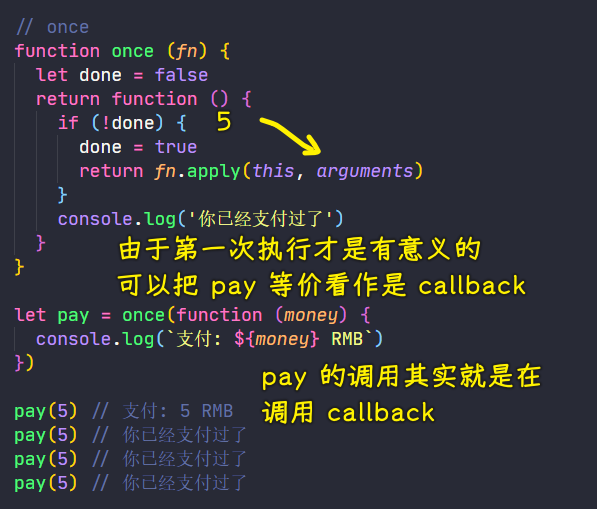 // once
function once (fn) {
  let done = false
  return function () {
    if (!done) { 5
      done = true
      return fn.apply(this, arguments)
    }
    console.log('你已经支付过了')
  }
由于第一次执行才是有意义的
}
可以把 pay 等价看作是 callback
let pay = once(function (money) {
  console.log(`支付: ${money} RMB`)
})
pay 的调用其实就是在
调用 callback
pay(5) // 支付: 5 RMB
pay(5) // 你已经支付过了
pay(5) // 你已经支付过了
pay(5) // 你已经支付过了